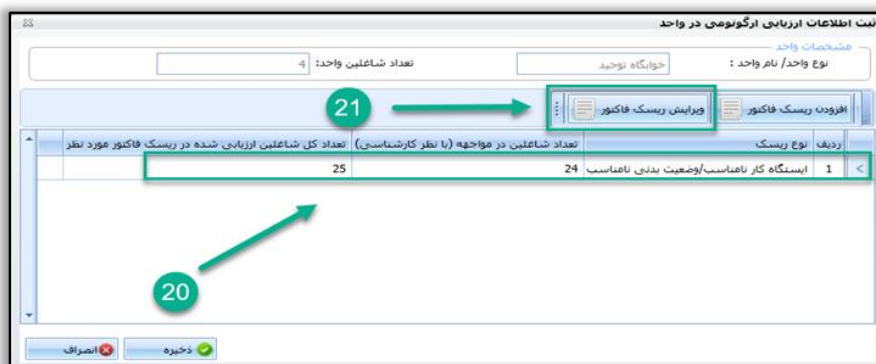 ثبت اطلاعات ارزیابی ارگونومی در واحد
مشخصات واحد
نوع واحد/ نام واحد : خوابگاه توحید تعداد شاغلین واحد: 4
افزودن ریسک فاکتور ویرایش ریسک فاکتور 21
ردیف نوع ریسک تعداد شاغلین در مواجهه (با نظر کارشناسی) تعداد کل شاغلین ارزیابی شده در ریسک فاکتور مورد نظر
1 ایستگاه کار نامناسب/وضعیت بدنی نامناسب 24 25
20
ذخیره انصراف